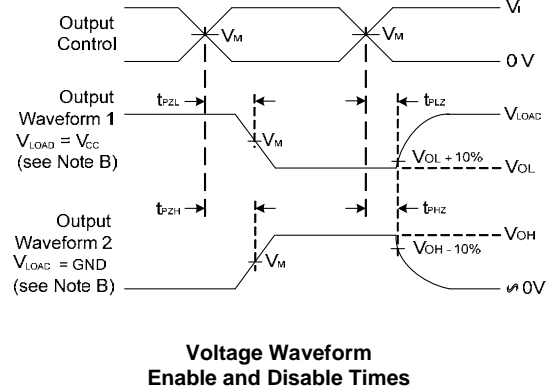 Output
Control
VM
VM
VI
0 V
Output
Waveform 1
VLOAD = VCC
(see Note B)
tPZL
tPLZ
VM
VLOAD
VOL + 10%
VOL
Output
Waveform 2
VLOAD = GND
(see Note B)
tPZH
tPHZ
VM
VOH
VOH - 10%
∽ 0V
Voltage Waveform
Enable and Disable Times